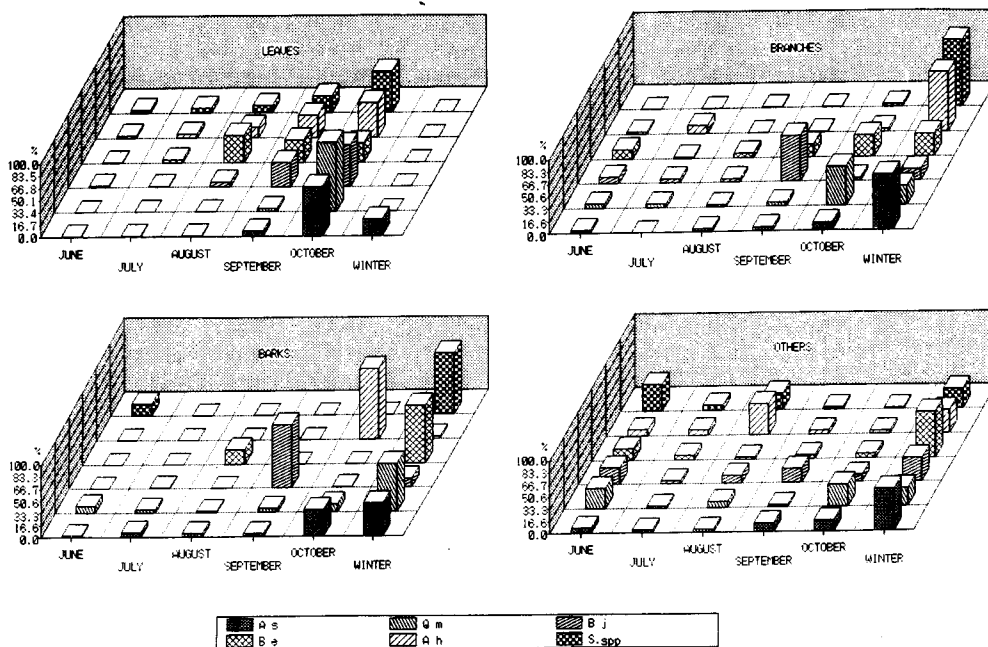 LEAVES
%
100.0
83.5
66.8
50.1
33.4
16.7
0.0
JUNE
JULY
AUGUST
SEPTEMBER
OCTOBER
WINTER
BRANCHES
%
100.0
83.3
66.7
50.6
33.3
16.6
0.0
JUNE
JULY
AUGUST
SEPTEMBER
OCTOBER
WINTER
BARKS
%
100.0
83.3
66.7
50.6
33.3
16.6
0.0
JUNE
JULY
AUGUST
SEPTEMBER
OCTOBER
WINTER
OTHERS
%
100.0
83.3
66.7
50.6
33.3
16.6
0.0
JUNE
JULY
AUGUST
SEPTEMBER
OCTOBER
WINTER
A s
Q m
B j
B e
A h
S.spp